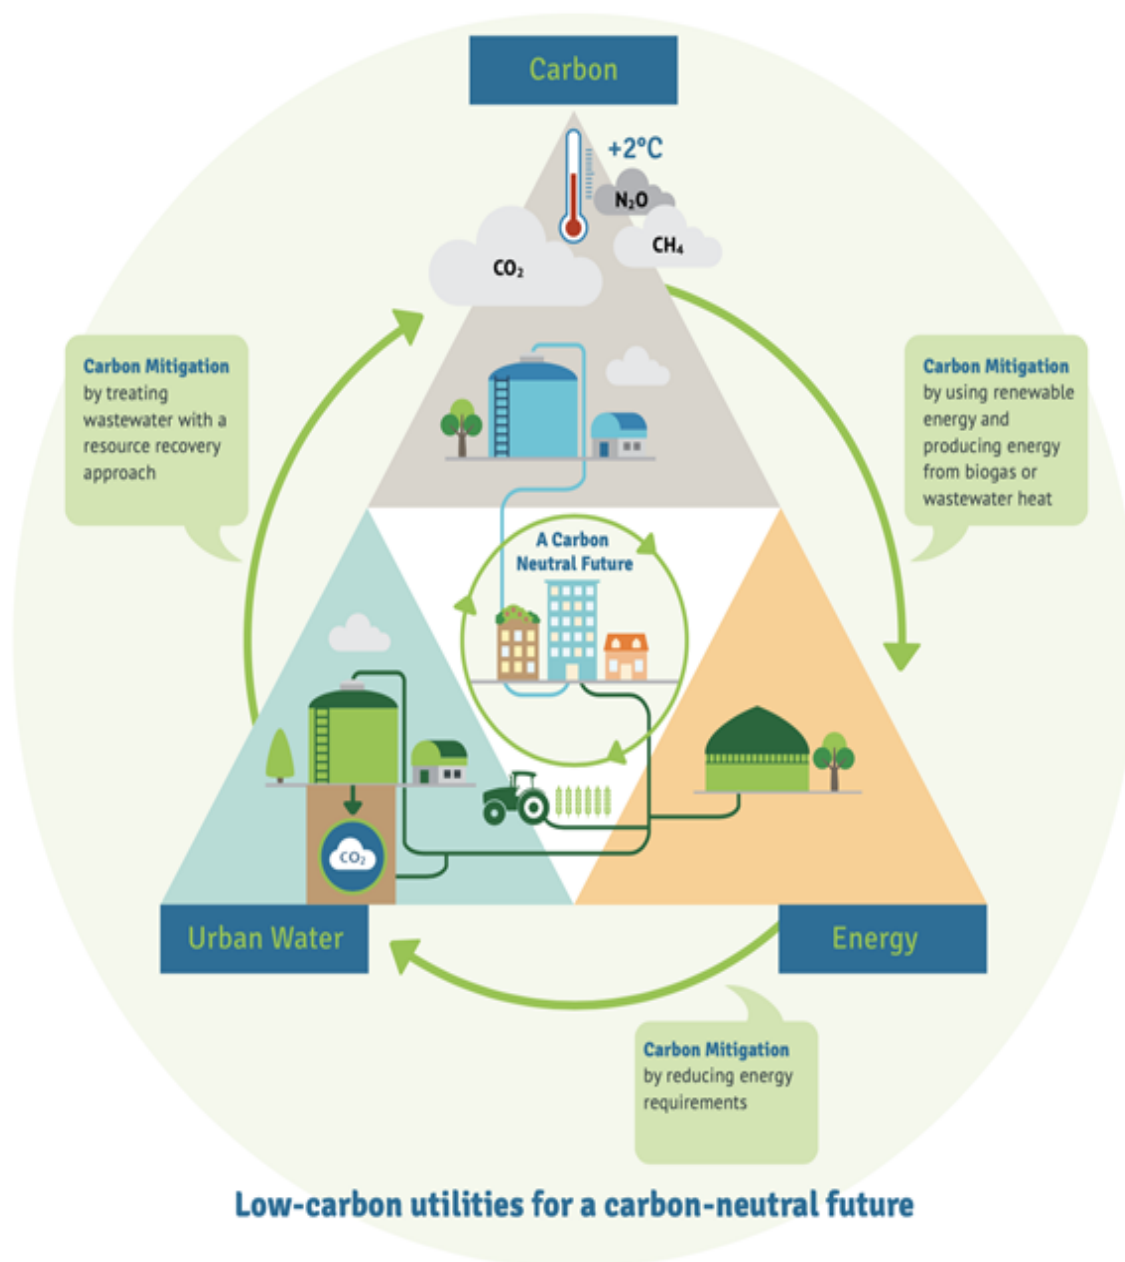 Carbon
+2°C
N₂O
CH₄
CO₂
Carbon Mitigation
by treating
wastewater with a
resource recovery
approach
Carbon Mitigation
by using renewable
energy and
producing energy
from biogas or
wastewater heat
A Carbon
Neutral Future
CO₂
Urban Water
Energy
Carbon Mitigation
by reducing energy
requirements
Low-carbon utilities for a carbon-neutral future